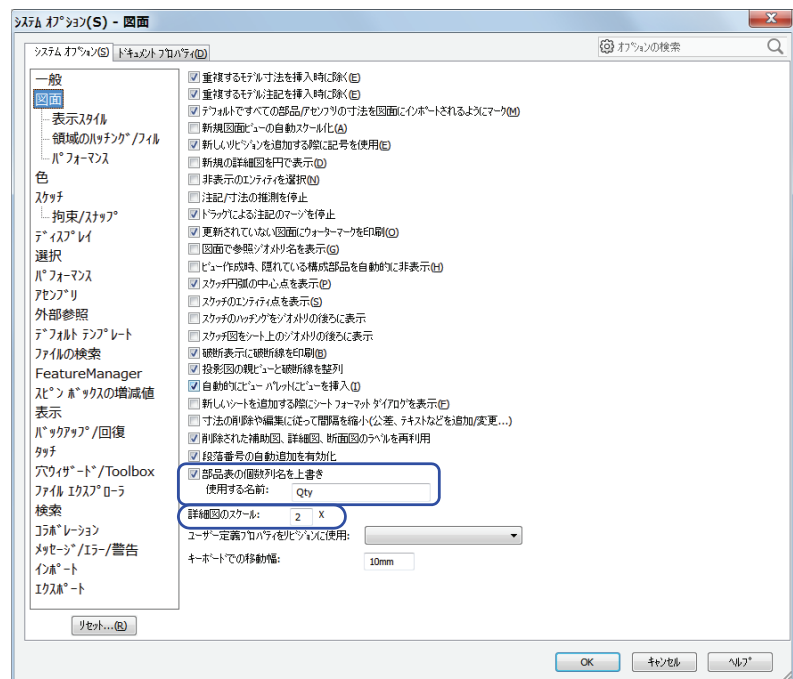 システム オプション(S) - 図面
システム オプション(S) ドキュメント プロパティ(D)
オプションの検索
一般
図面
表示スタイル
領域のハッチング/フィル
パフォーマンス
色
スケッチ
拘束/スナップ
ディスプレイ
選択
パフォーマンス
アセンブリ
外部参照
デフォルト テンプレート
ファイルの検索
FeatureManager
スピン ボックスの増減値
表示
バックアップ/回復
タッチ
穴ウィザード/Toolbox
ファイル エクスプローラ
検索
コラボレーション
メッセージ/エラー/警告
インポート
エクスポート
リセット...(R)
重複するモデル寸法を挿入時に除く(E)
重複するモデル注記を挿入時に除く(E)
デフォルトですべての部品/アセンブリの寸法を図面にインポートされるようにマーク(M)
新規図面ビューの自動スケール化(A)
新しいリビジョンを追加する際に記号を使用(E)
新規の詳細図を円で表示(D)
非表示のエンティティを選択(N)
注記/寸法の推測を停止
ドラッグによる注記のマージを停止
更新されていない図面にウォーターマークを印刷(O)
図面で参照ジオメトリ名を表示(G)
ビュー作成時、隠れている構成部品を自動的に非表示(H)
スケッチ円弧の中心点を表示(P)
スケッチのエンティティ点を表示(S)
スケッチのハッチングをジオメトリの後ろに表示
スケッチ図をシート上のジオメトリの後ろに表示
破断表示に破断線を印刷(B)
投影図の親ビューと破断線を整列
自動的にビュー パレットにビューを挿入(I)
新しいシートを追加する際にシート フォーマット ダイアログを表示(F)
寸法の削除や編集に従って間隔を縮小(公差、テキストなどを追加/変更...)
削除された補助図、詳細図、断面図のラベルを再利用
段落番号の自動追加を有効化
部品表の個数列名を上書き
使用する名前: Qty
詳細図のスケール: 2 X
ユーザー定義プロパティをリビジョンに使用:
キーボードでの移動幅: 10mm
OK キャンセル ヘルプ